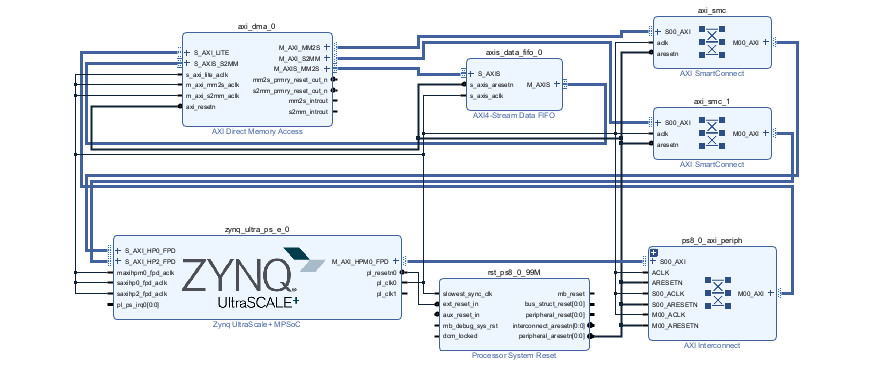 axi_dma_0
S_AXI_LITE
S_AXIS_S2MM
s_axi_lite_aclk
m_axi_mm2s_aclk
m_axi_s2mm_aclk
axi_resetn
M_AXI_MM2S
M_AXI_S2MM
M_AXIS_MM2S
mm2s_prmry_reset_out_n
s2mm_prmry_reset_out_n
mm2s_introut
s2mm_introut
AXI Direct Memory Access
axis_data_fifo_0
S_AXIS
s_axis_aresetn
s_axis_aclk
M_AXIS
AXI4-Stream Data FIFO
axi_smc
S00_AXI
aclk
aresetn
M00_AXI
AXI SmartConnect
axi_smc_1
S00_AXI
aclk
aresetn
M00_AXI
AXI SmartConnect
zynq_ultra_ps_e_0
S_AXI_HP0_FPD
S_AXI_HP2_FPD
maxihpm0_fpd_aclk
saxihp0_fpd_aclk
saxihp2_fpd_aclk
pl_ps_irq0[0:0]
ZYNQ
UltraSCALE+
M_AXI_HPM0_FPD
pl_resetn0
pl_clk0
pl_clk1
Zynq UltraScale+ MPSoC
rst_ps8_0_99M
slowest_sync_clk
ext_reset_in
aux_reset_in
mb_debug_sys_rst
dcm_locked
mb_reset
bus_struct_reset[0:0]
peripheral_reset[0:0]
interconnect_aresetn[0:0]
peripheral_aresetn[0:0]
Processor System Reset
ps8_0_axi_periph
S00_AXI
ACLK
ARESETN
S00_ACLK
S00_ARESETN
M00_ACLK
M00_ARESETN
M00_AXI
AXI Interconnect